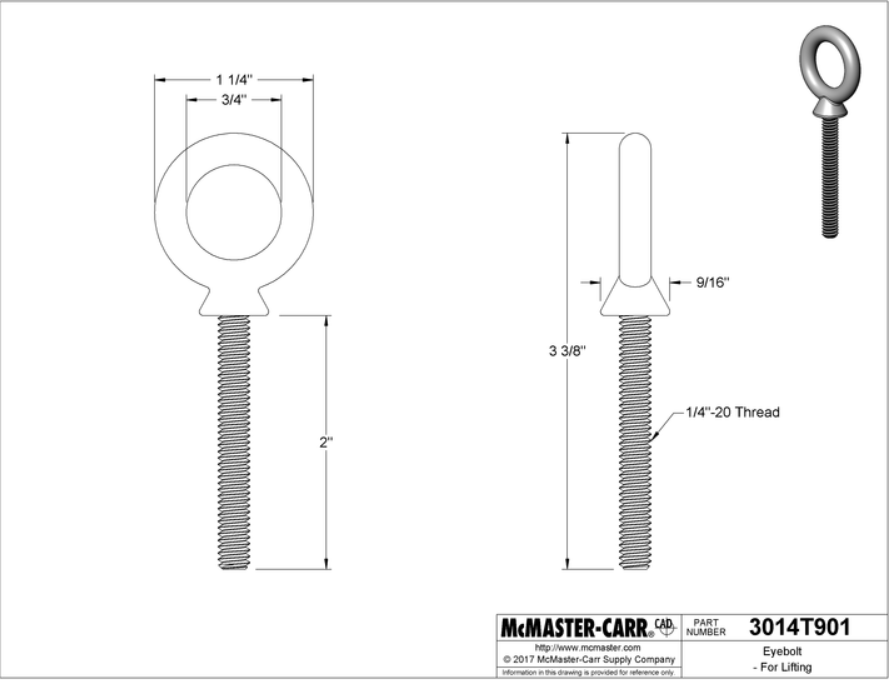 1 1/4"
3/4"
9/16"
3 3/8"
1/4"-20 Thread
2"
McMASTER-CARR® CAD
PART NUMBER
3014T901
http://www.mcmaster.com
© 2017 McMaster-Carr Supply Company
Information in this drawing is provided for reference only.
Eyebolt
- For Lifting